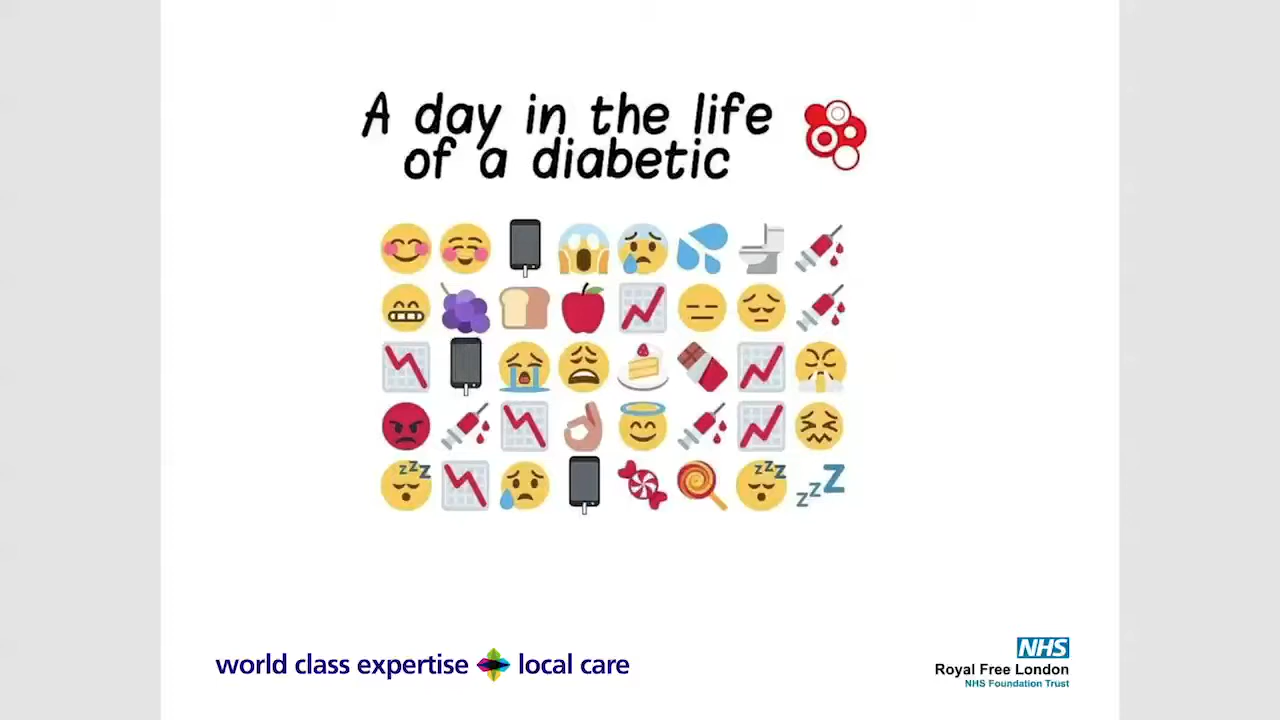 A day in the life
of a diabetic
world class expertise local care
NHS
Royal Free London
NHS Foundation Trust